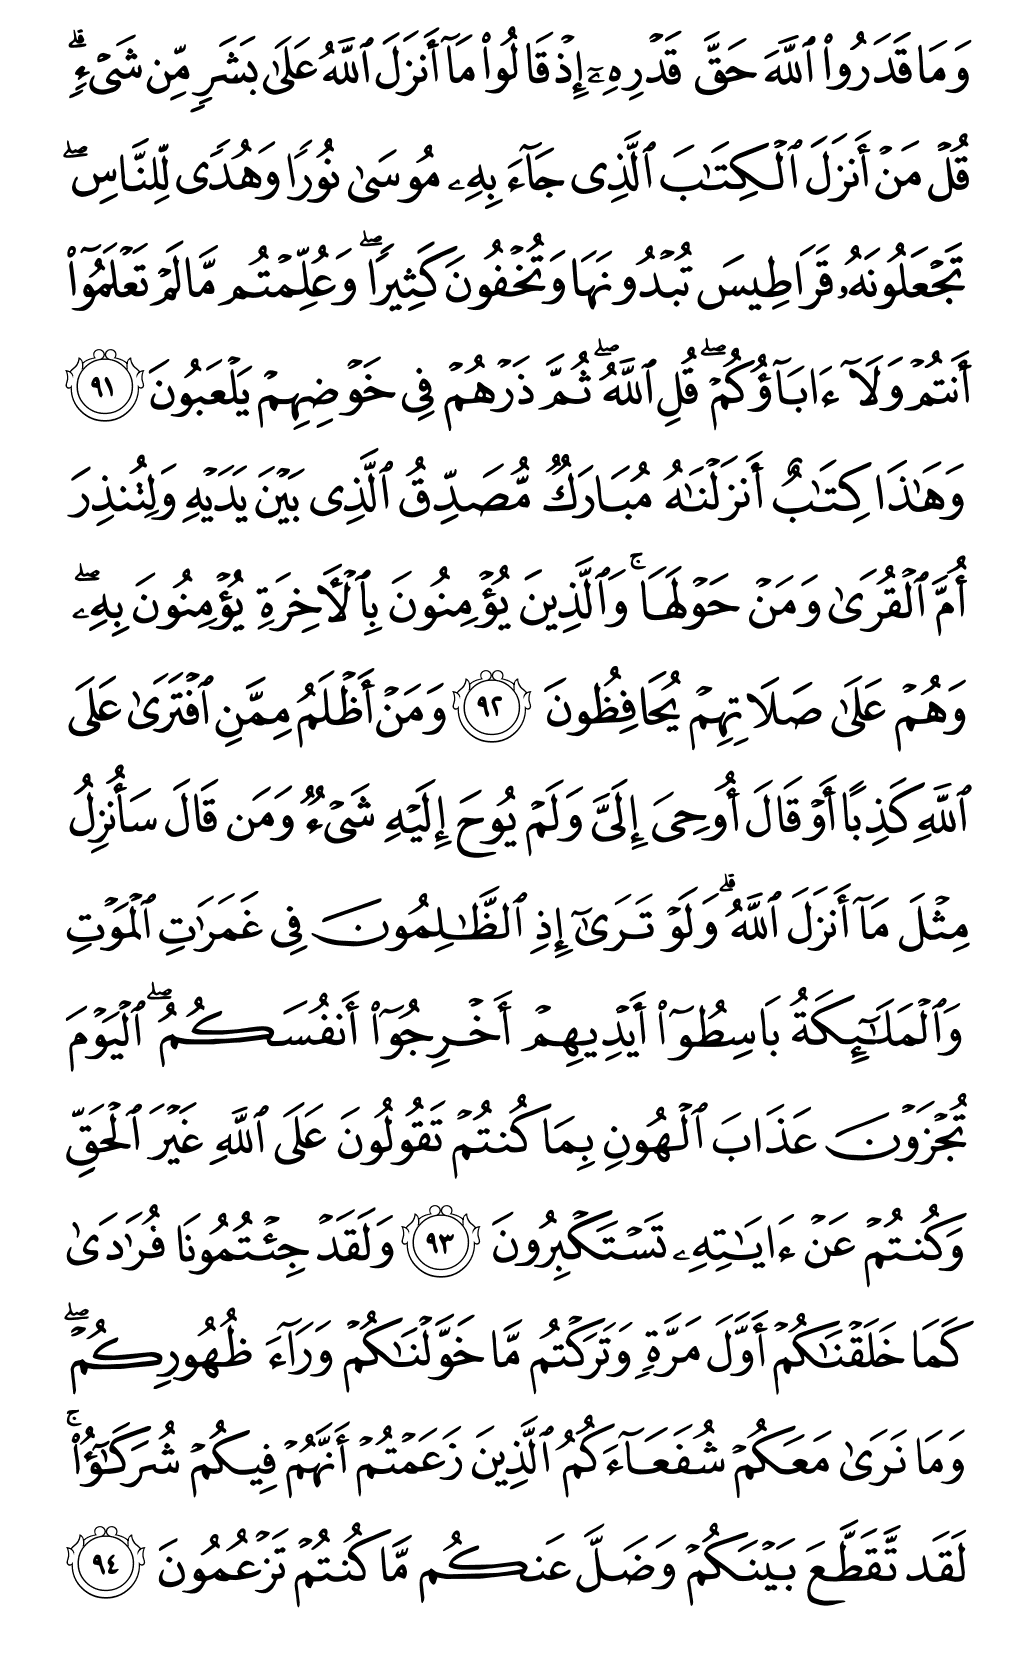 وَمَا قَدَرُوا۟ ٱللَّهَ حَقَّ قَدۡرِهِۦٓ إِذۡ قَالُوا۟ مَآ أَنزَلَ ٱللَّهُ عَلَىٰ بَشَرٍ مِّن شَىۡءٍۗ
قُلۡ مَنۡ أَنزَلَ ٱلۡكِتَـٰبَ ٱلَّذِى جَآءَ بِهِۦ مُوسَىٰ نُورًا وَهُدًى لِّلنَّاسِۖ
تَجۡعَلُونَهُۥ قَرَاطِيسَ تُبۡدُونَهَا وَتُخۡفُونَ كَثِيرًاۖ وَعُلِّمۡتُم مَّا لَمۡ تَعۡلَمُوٓا۟
أَنتُمۡ وَلَآ ءَابَآؤُكُمۡۖ قُلِ ٱللَّهُۖ ثُمَّ ذَرۡهُمۡ فِى خَوۡضِهِمۡ يَلۡعَبُونَ ٩١
وَهَـٰذَا كِتَـٰبٌ أَنزَلۡنَـٰهُ مُبَارَكٌ مُّصَدِّقُ ٱلَّذِى بَيۡنَ يَدَيۡهِ وَلِتُنذِرَ
أُمَّ ٱلۡقُرَىٰ وَمَنۡ حَوۡلَهَاۚ وَٱلَّذِينَ يُؤۡمِنُونَ بِٱلۡأَخِرَةِ يُؤۡمِنُونَ بِهِۦۖ
وَهُمۡ عَلَىٰ صَلَاتِهِمۡ يُحَافِظُونَ ٩٢ وَمَنۡ أَظۡلَمُ مِمَّنِ ٱفۡتَرَىٰ عَلَى
ٱللَّهِ كَذِبًا أَوۡ قَالَ أُوحِىَ إِلَىَّ وَلَمۡ يُوحَ إِلَيۡهِ شَىۡءٌ وَمَن قَالَ سَأُنزِلُ
مِثۡلَ مَآ أَنزَلَ ٱللَّهُۗ وَلَوۡ تَرَىٰٓ إِذِ ٱلظَّـٰلِمُونَ فِى غَمَرَٰتِ ٱلۡمَوۡتِ
وَٱلۡمَلَـٰٓئِكَةُ بَاسِطُوٓا۟ أَيۡدِيهِمۡ أَخۡرِجُوٓا۟ أَنفُسَكُمُۖ ٱلۡيَوۡمَ
تُجۡزَوۡنَ عَذَابَ ٱلۡهُونِ بِمَا كُنتُمۡ تَقُولُونَ عَلَى ٱللَّهِ غَيۡرَ ٱلۡحَقِّ
وَكُنتُمۡ عَنۡ ءَايَـٰتِهِۦ تَسۡتَكۡبِرُونَ ٩٣ وَلَقَدۡ جِئۡتُمُونَا فُرَٰدَىٰ
كَمَا خَلَقۡنَـٰكُمۡ أَوَّلَ مَرَّةٍ وَتَرَكۡتُم مَّا خَوَّلۡنَـٰكُمۡ وَرَآءَ ظُهُورِكُمۡۖ
وَمَا نَرَىٰ مَعَكُمۡ شُفَعَآءَكُمُ ٱلَّذِينَ زَعَمۡتُمۡ أَنَّهُمۡ فِيكُمۡ شُرَكَـٰٓؤُا۟ۚ
لَقَد تَّقَطَّعَ بَيۡنَكُمۡ وَضَلَّ عَنكُم مَّا كُنتُمۡ تَزۡعُمُونَ ٩٤